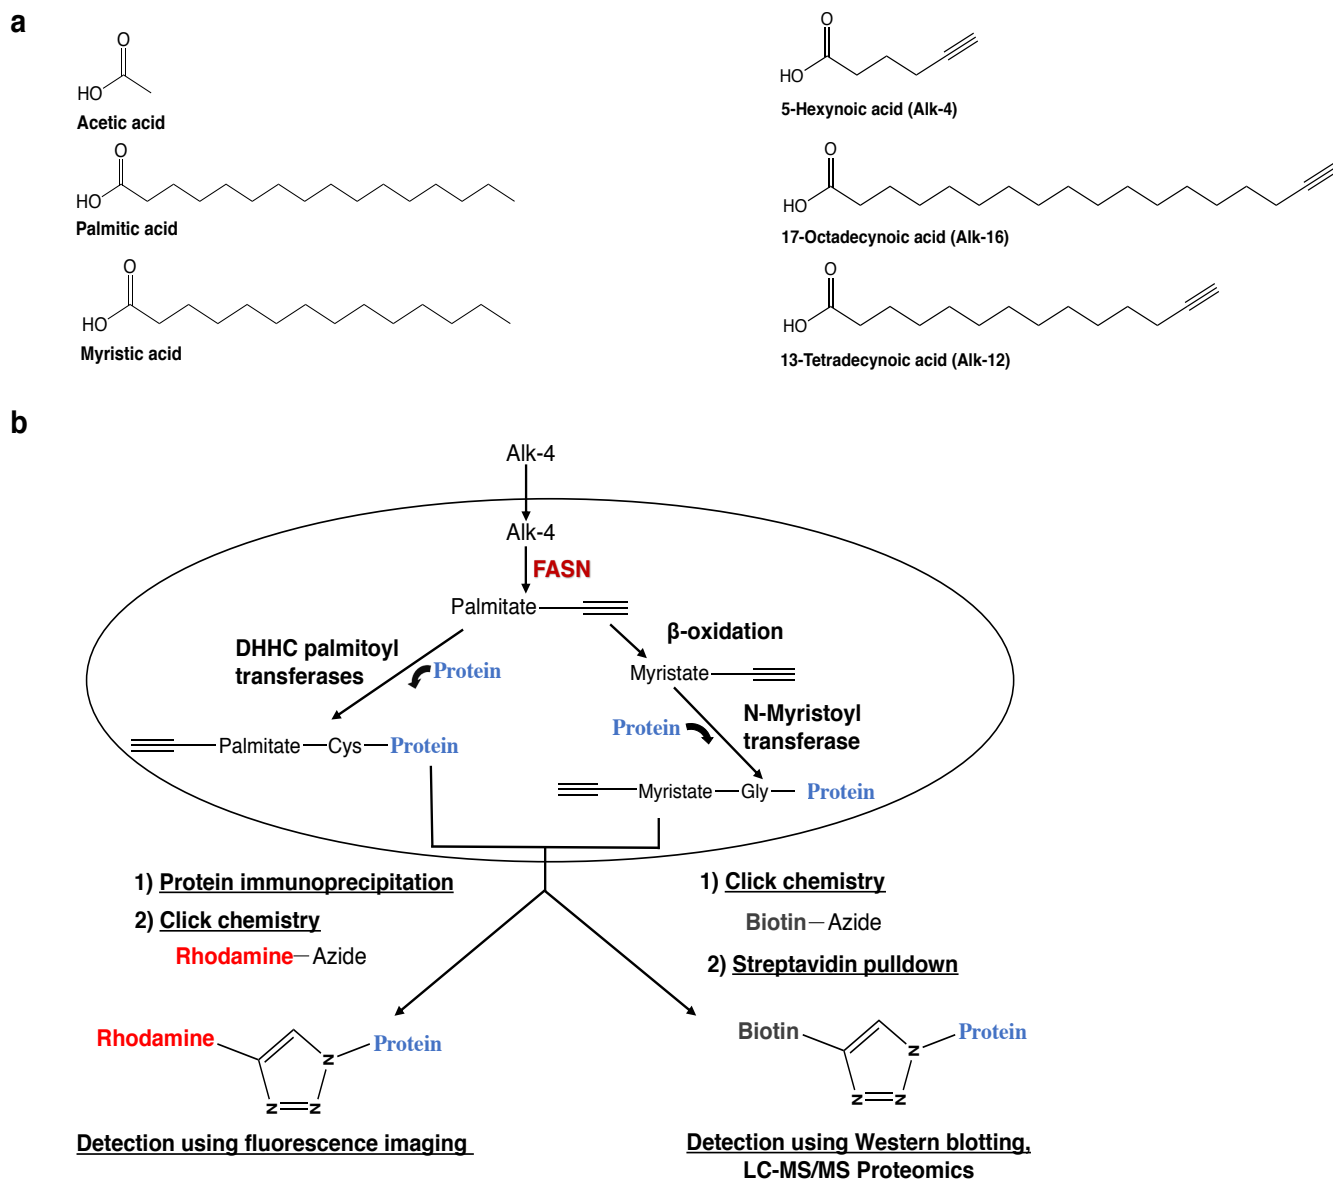 a
O
HO
Acetic acid
O
HO
Palmitic acid
O
HO
Myristic acid
O
HO
5-Hexynoic acid (Alk-4)
O
HO
17-Octadecynoic acid (Alk-16)
O
HO
13-Tetradecynoic acid (Alk-12)
b
Alk-4
Alk-4
FASN
Palmitate
DHHC palmitoyl
transferases
Protein
β-oxidation
Myristate
Protein
N-Myristoyl
transferase
Palmitate Cys Protein
Myristate Gly Protein
1) Protein immunoprecipitation
2) Click chemistry
Rhodamine–Azide
1) Click chemistry
Biotin–Azide
2) Streptavidin pulldown
Rhodamine
Protein
N
N N
Detection using fluorescence imaging
Biotin
Protein
N
N N
Detection using Western blotting,
LC-MS/MS Proteomics